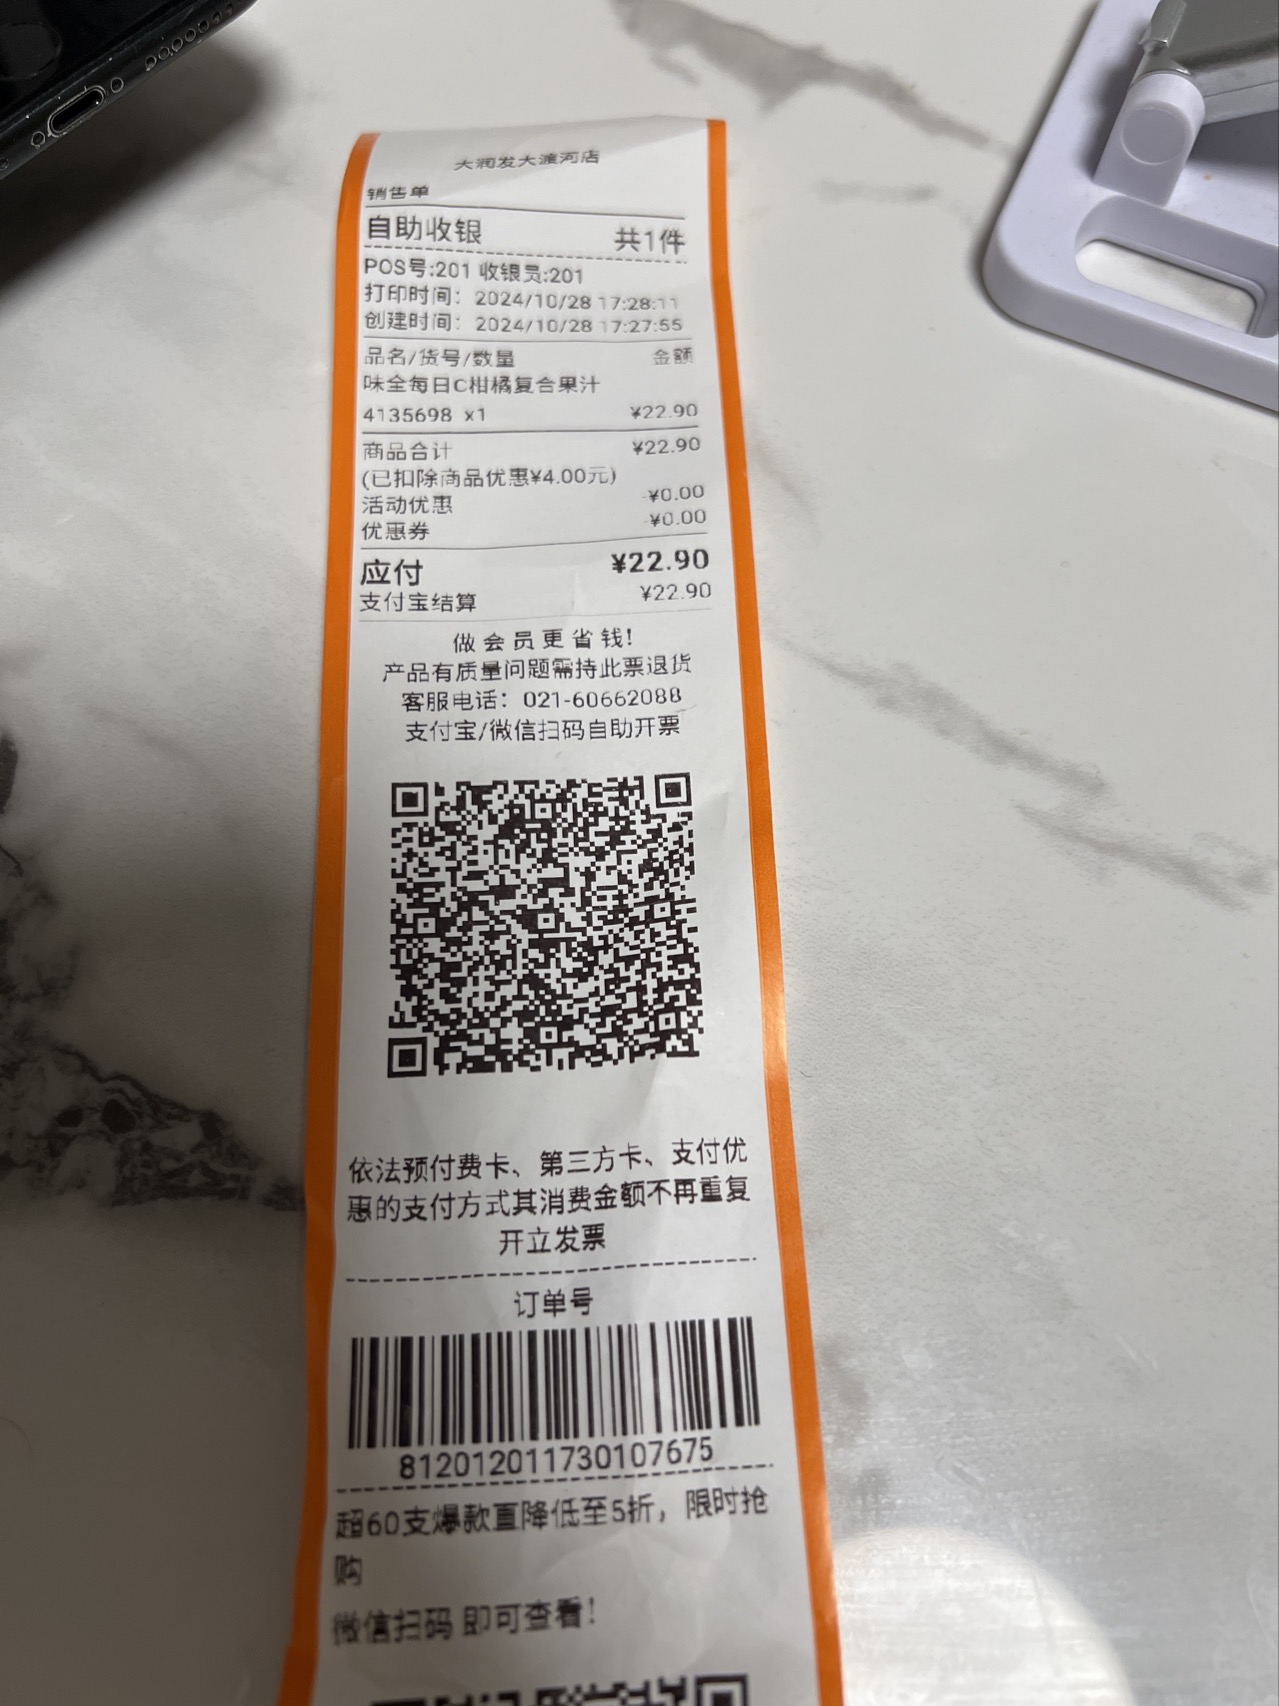 大润发大渡河店
销售单
自助收银 共1件
POS号:201 收银员:201
打印时间：2024/10/28 17:28:11
创建时间：2024/10/28 17:27:55
品名/货号/数量 金额
味全每日C柑橘复合果汁
4135698 x1 ¥22.90
商品合计 ¥22.90
(已扣除商品优惠¥4.00元)
活动优惠 -¥0.00
优惠券 -¥0.00
应付 ¥22.90
支付宝结算 ¥22.90
做会员更省钱!
产品有质量问题需持此票退货
客服电话：021-60662088
支付宝/微信扫码自助开票
依法预付费卡、第三方卡、支付优
惠的支付方式其消费金额不再重复
开立发票
订单号
812012011730107675
超60支爆款直降低至5折，限时抢
购
微信扫码 即可查看!